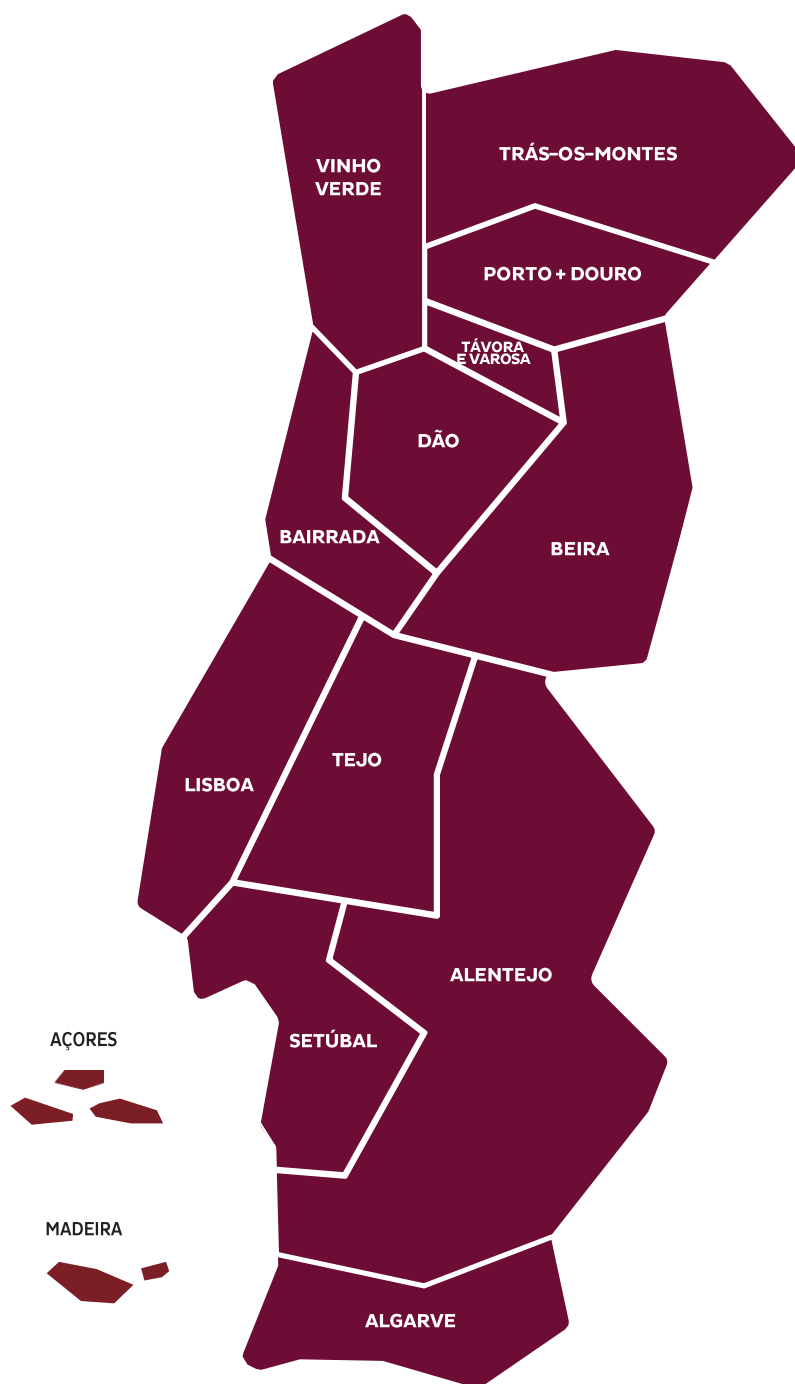 VINHO
VERDE
TRÁS-OS-MONTES
PORTO + DOURO
TÁVORA
E VAROSA
DÃO
BAIRRADA
BEIRA
TEJO
LISBOA
ALENTEJO
SETÚBAL
AÇORES
MADEIRA
ALGARVE